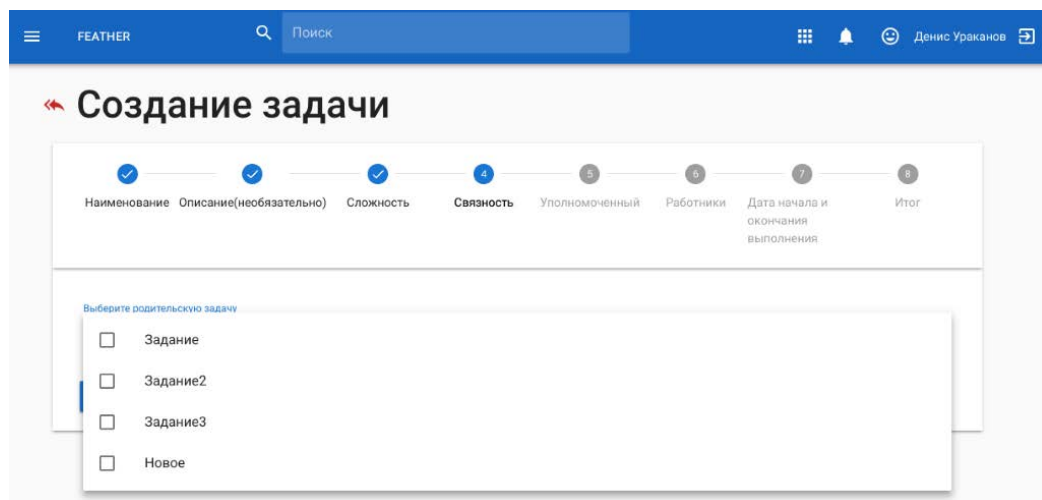 FEATHER
Поиск
Денис Ураканов
Создание задачи
4
5
6
7
8
Наименование
Описание(необязательно)
Сложность
Связность
Уполномоченный
Работники
Дата начала и
окончания
выполнения
Итог
Выберите родительскую задачу
Задание
Задание2
Задание3
Новое